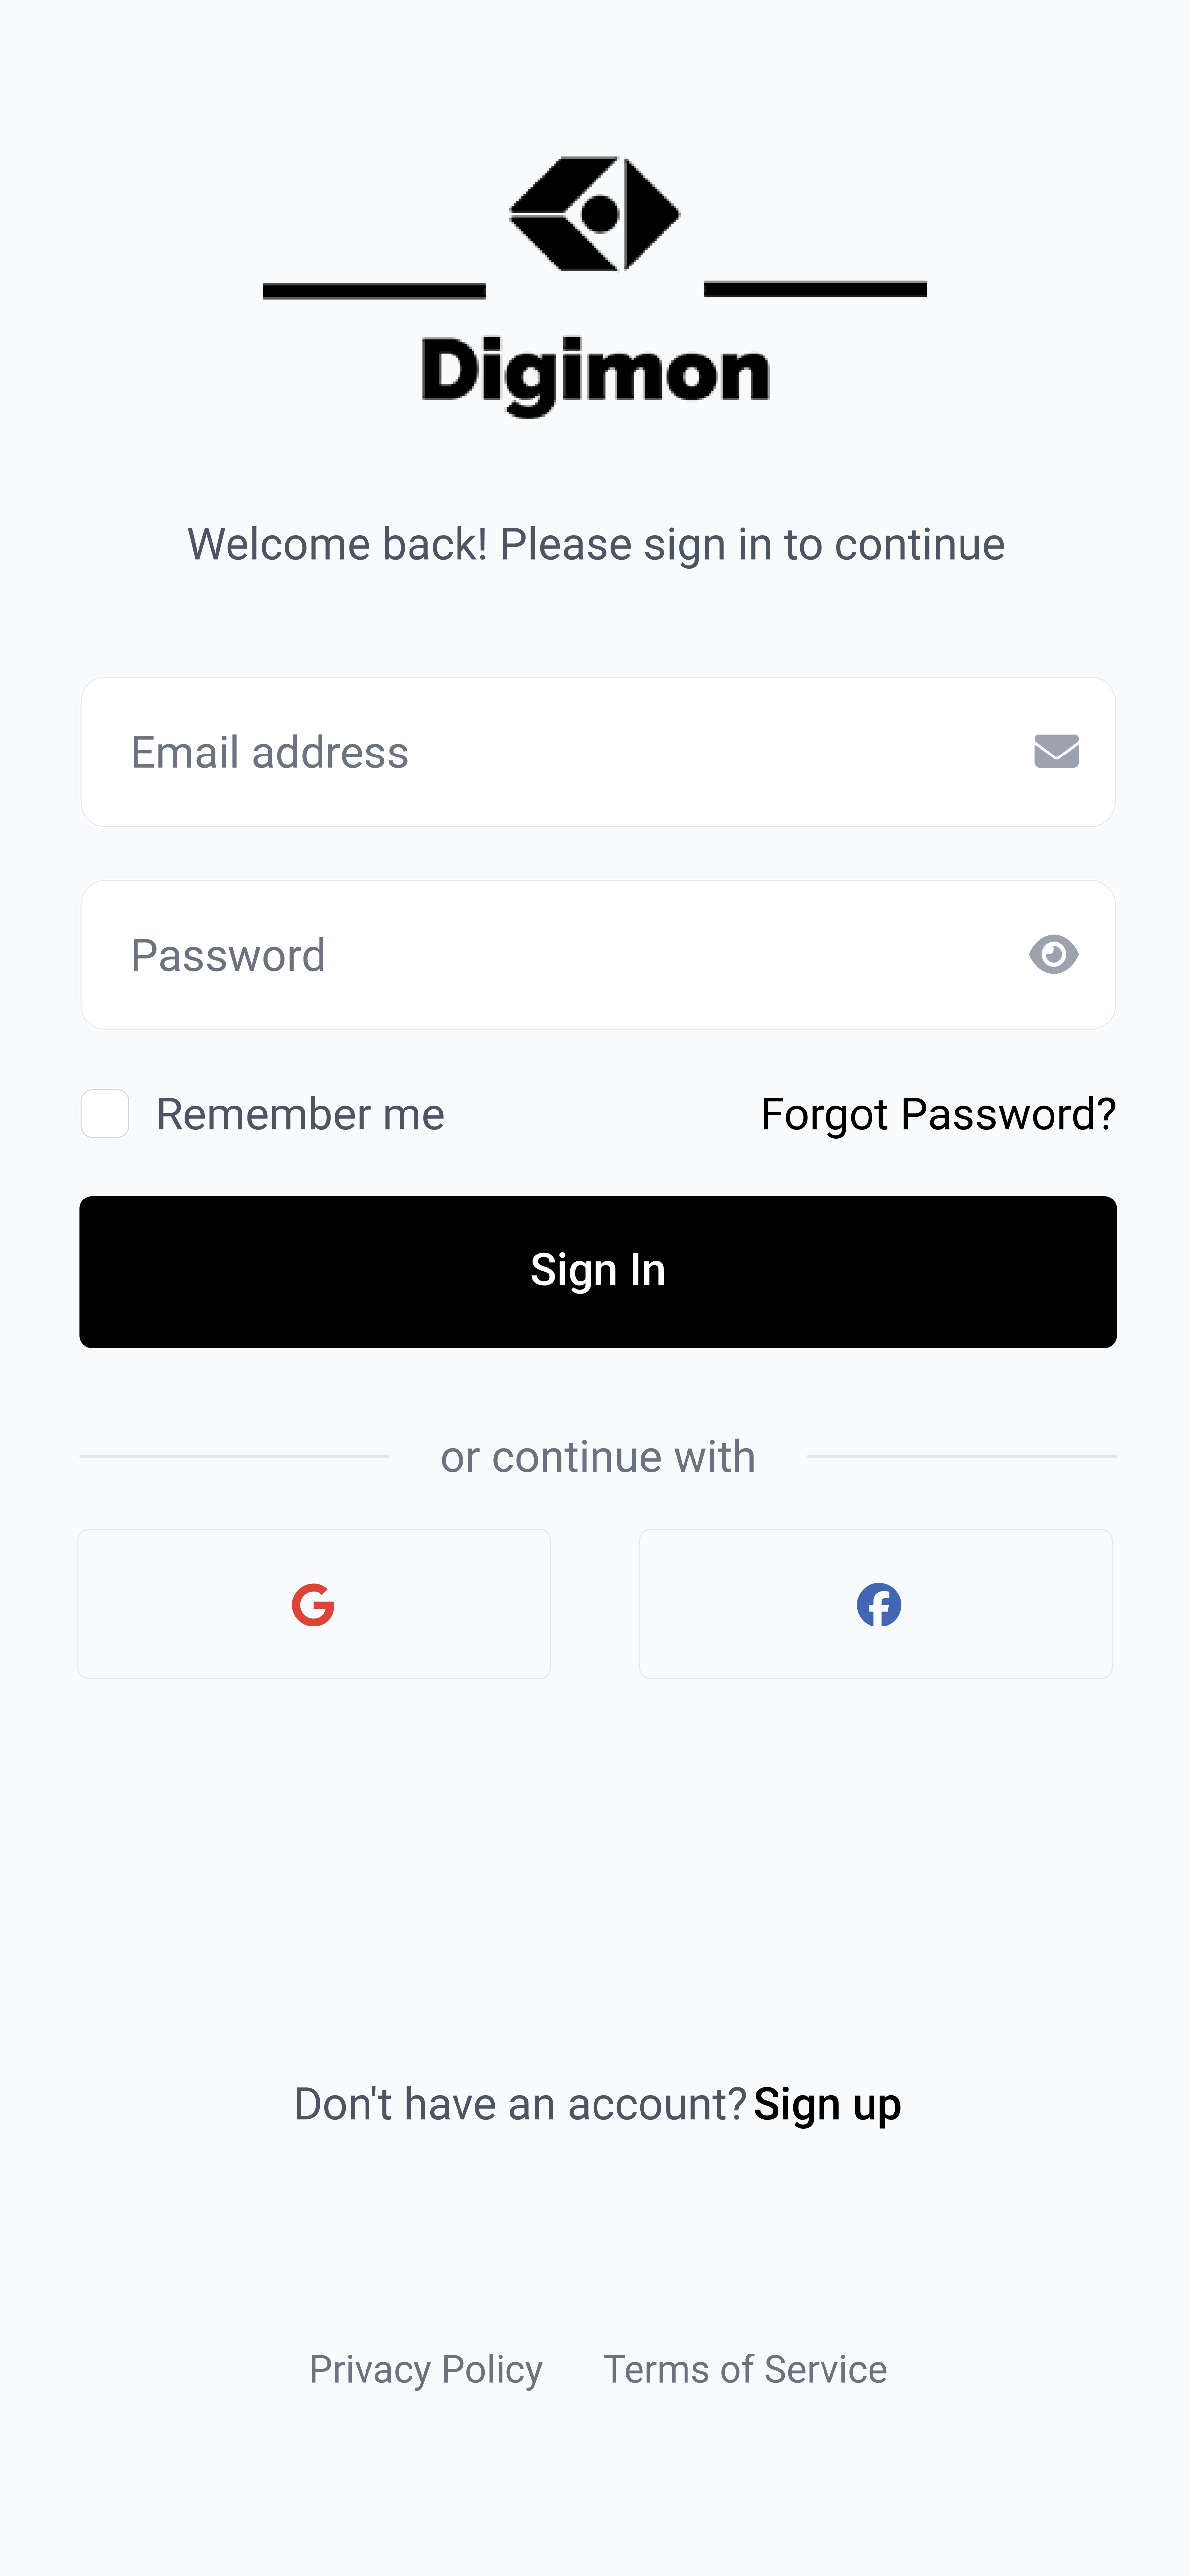 Digimon
Welcome back! Please sign in to continue
Email address
Password
Remember me
Forgot Password?
Sign In
or continue with
Don't have an account? Sign up
Privacy Policy
Terms of Service